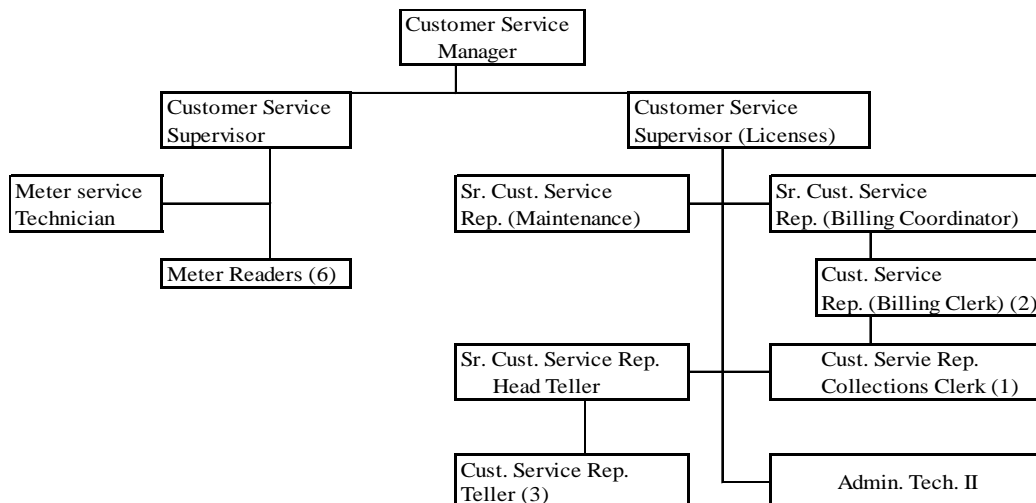 Customer Service
Manager
Customer Service
Supervisor
Customer Service
Supervisor (Licenses)
Meter service
Technician
Sr. Cust. Service
Rep. (Maintenance)
Sr. Cust. Service
Rep. (Billing Coordinator)
Meter Readers (6)
Cust. Service
Rep. (Billing Clerk) (2)
Sr. Cust. Service Rep.
Head Teller
Cust. Servie Rep.
Collections Clerk (1)
Cust. Service Rep.
Teller (3)
Admin. Tech. II